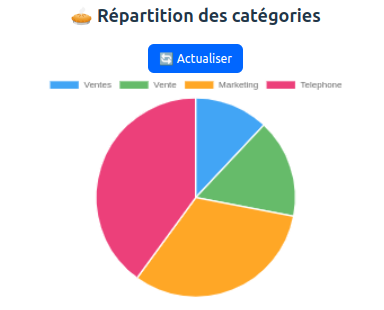 🥧 Répartition des catégories
🔄 Actualiser
Ventes Vente Marketing Telephone